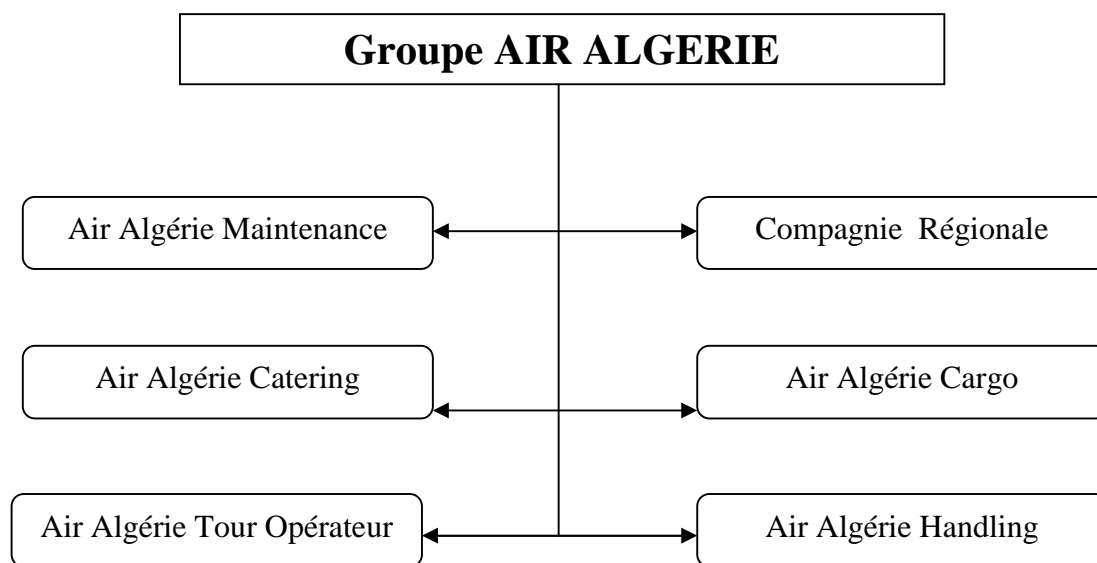 Groupe AIR ALGERIE
Air Algérie Maintenance
Compagnie Régionale
Air Algérie Catering
Air Algérie Cargo
Air Algérie Tour Opérateur
Air Algérie Handling